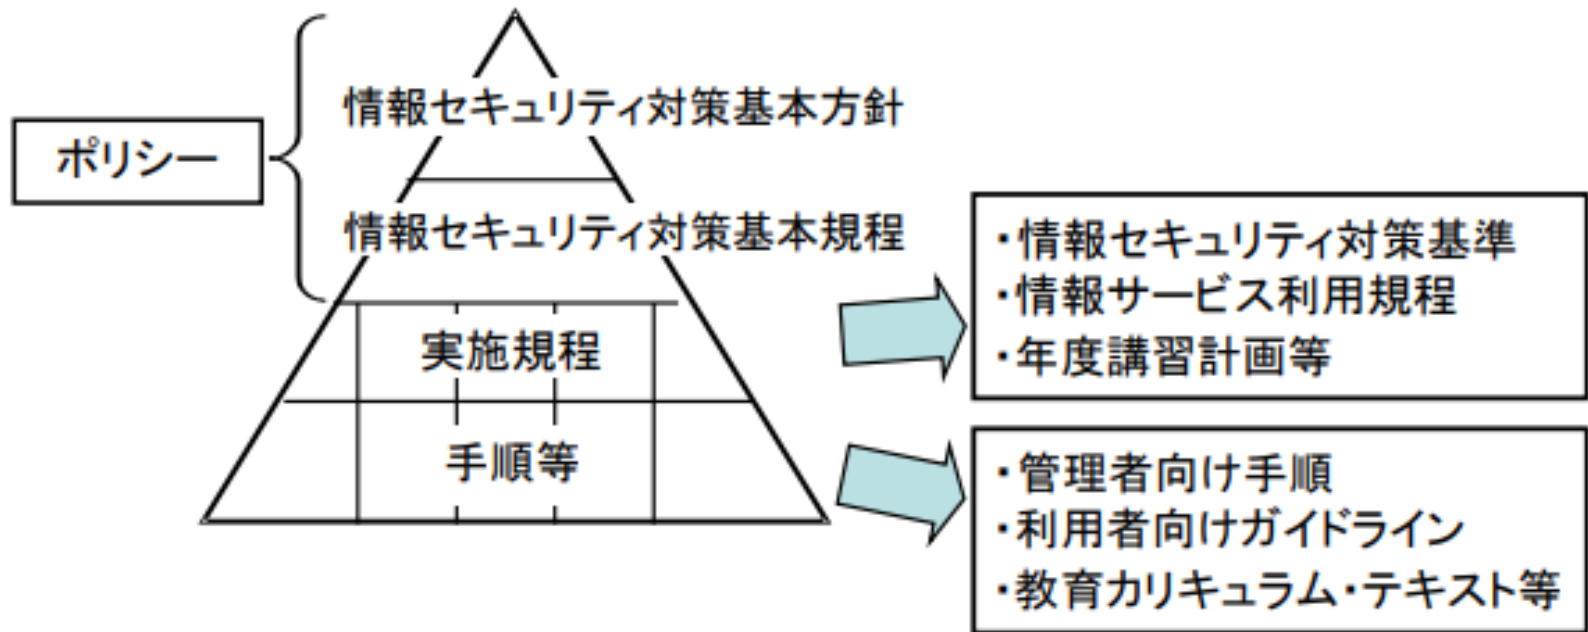 情報セキュリティ対策基本方針
ポリシー
情報セキュリティ対策基本規程
実施規程
手順等
・情報セキュリティ対策基準
・情報サービス利用規程
・年度講習計画等
・管理者向け手順
・利用者向けガイドライン
・教育カリキュラム・テキスト等